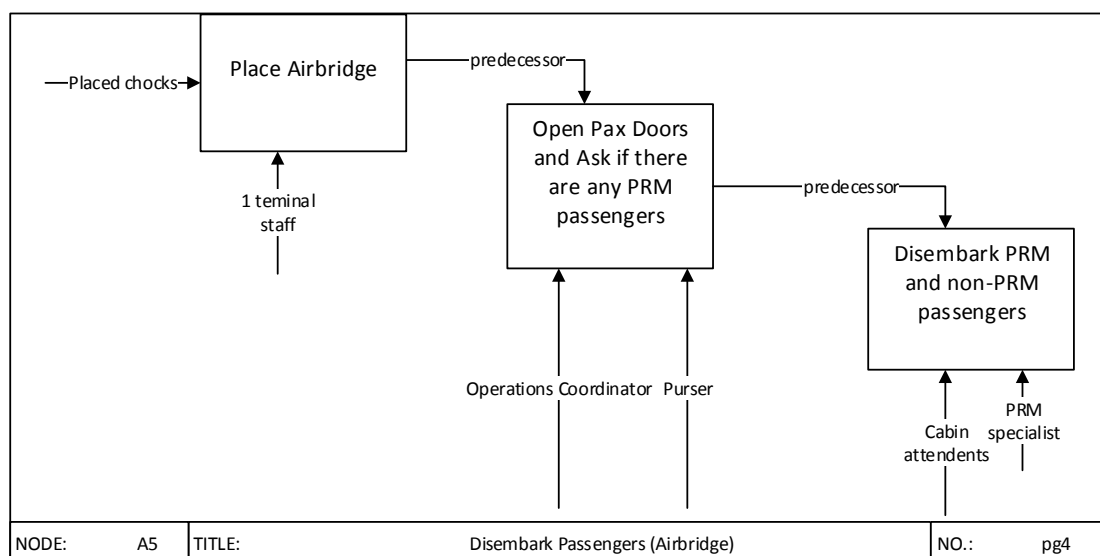 Place Airbridge
Placed chocks
predecessor
1 teminal
staff
Open Pax Doors
and Ask if there
are any PRM
passengers
predecessor
Disembark PRM
and non-PRM
passengers
Operations Coordinator
Purser
Cabin
attendents
PRM
specialist
NODE: A5
TITLE: Disembark Passengers (Airbridge)
NO.: pg4